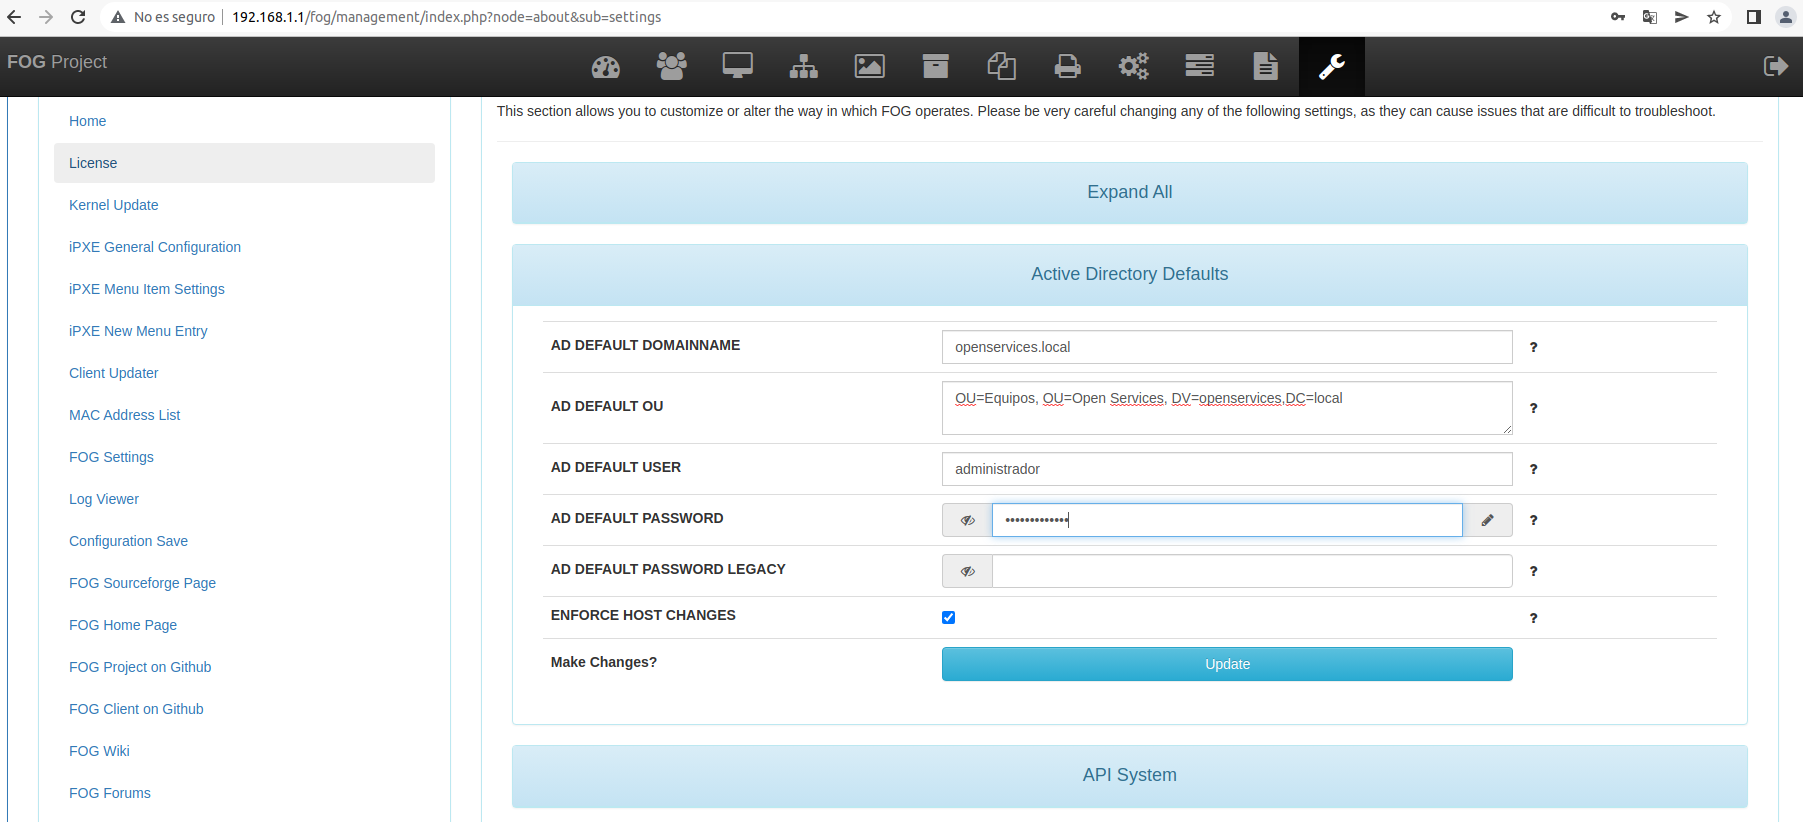 No es seguro | 192.168.1.1/fog/management/index.php?node=about&sub=settings
FOG Project
Home
License
Kernel Update
iPXE General Configuration
iPXE Menu Item Settings
iPXE New Menu Entry
Client Updater
MAC Address List
FOG Settings
Log Viewer
Configuration Save
FOG Sourceforge Page
FOG Home Page
FOG Project on Github
FOG Client on Github
FOG Wiki
FOG Forums
This section allows you to customize or alter the way in which FOG operates. Please be very careful changing any of the following settings, as they can cause issues that are difficult to troubleshoot.
Expand All
Active Directory Defaults
AD DEFAULT DOMAINNAME openservices.local ?
AD DEFAULT OU OU=Equipos, OU=Open Services, DV=openservices,DC=local ?
AD DEFAULT USER administrador ?
AD DEFAULT PASSWORD ••••••••••••• ?
AD DEFAULT PASSWORD LEGACY ?
ENFORCE HOST CHANGES ?
Make Changes? Update
API System